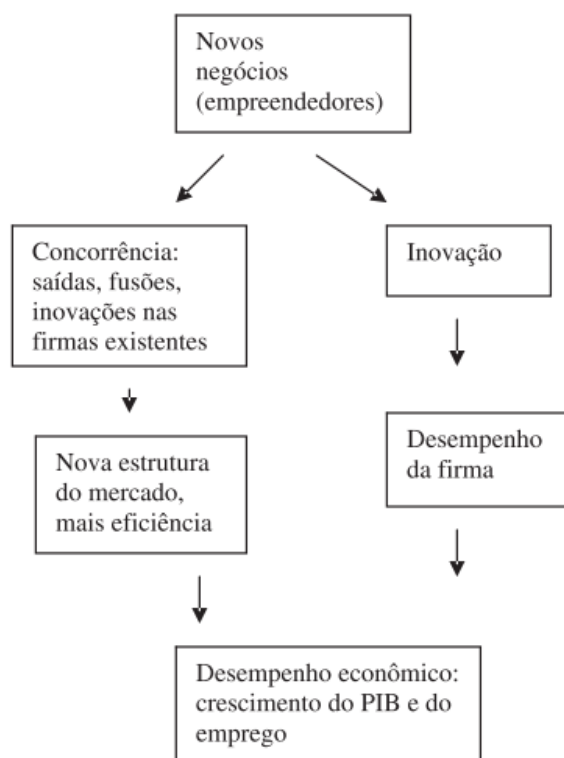 Novos
negócios
(empreendedores)
Concorrência:
saídas, fusões,
inovações nas
firmas existentes
Inovação
Nova estrutura
do mercado,
mais eficiência
Desempenho
da firma
Desempenho econômico:
crescimento do PIB e do
emprego